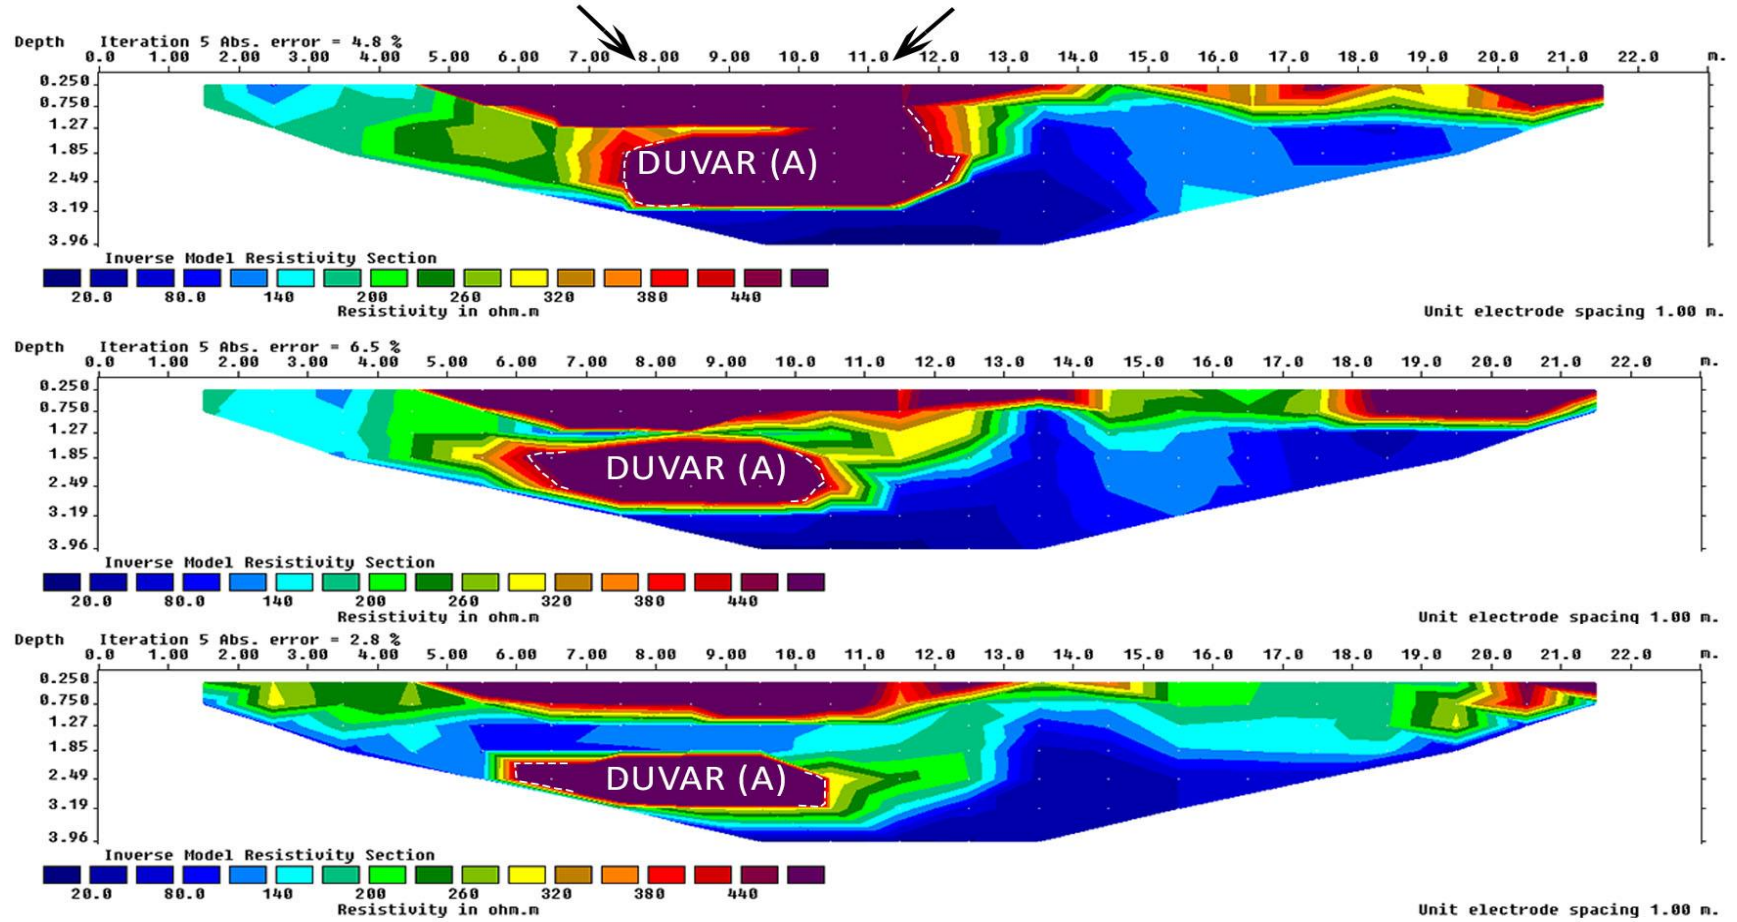 Depth Iteration 5 Abs. error = 4.8 %
0.0 1.00 2.00 3.00 4.00 5.00 6.00 7.00 8.00 9.00 10.0 11.0 12.0 13.0 14.0 15.0 16.0 17.0 18.0 19.0 20.0 21.0 22.0 m.
0.250
0.750
1.27
1.85
DUVAR (A)
2.49
3.19
3.96
Inverse Model Resistivity Section
20.0 80.0 140 200 260 320 380 440
Resistivity in ohm.m
Unit electrode spacing 1.00 m.
Depth Iteration 5 Abs. error = 6.5 %
0.0 1.00 2.00 3.00 4.00 5.00 6.00 7.00 8.00 9.00 10.0 11.0 12.0 13.0 14.0 15.0 16.0 17.0 18.0 19.0 20.0 21.0 22.0 m.
0.250
0.750
1.27
1.85
DUVAR (A)
2.49
3.19
3.96
Inverse Model Resistivity Section
20.0 80.0 140 200 260 320 380 440
Resistivity in ohm.m
Unit electrode spacing 1.00 m.
Depth Iteration 5 Abs. error = 2.8 %
0.0 1.00 2.00 3.00 4.00 5.00 6.00 7.00 8.00 9.00 10.0 11.0 12.0 13.0 14.0 15.0 16.0 17.0 18.0 19.0 20.0 21.0 22.0 m.
0.250
0.750
1.27
1.85
DUVAR (A)
2.49
3.19
3.96
Inverse Model Resistivity Section
20.0 80.0 140 200 260 320 380 440
Resistivity in ohm.m
Unit electrode spacing 1.00 m.